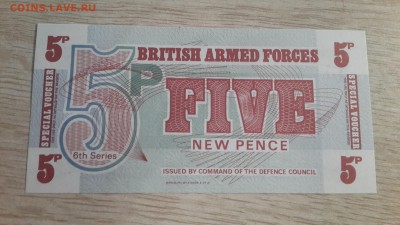 COINS.LAVE.RU
5P
BRITISH ARMED FORCES
5P
SPECIAL VOUCHER
5P
FIVE
SPECIAL VOUCHER
6th Series
NEW PENCE
5P
ISSUED BY COMMAND OF THE DEFENCE COUNCIL
5P